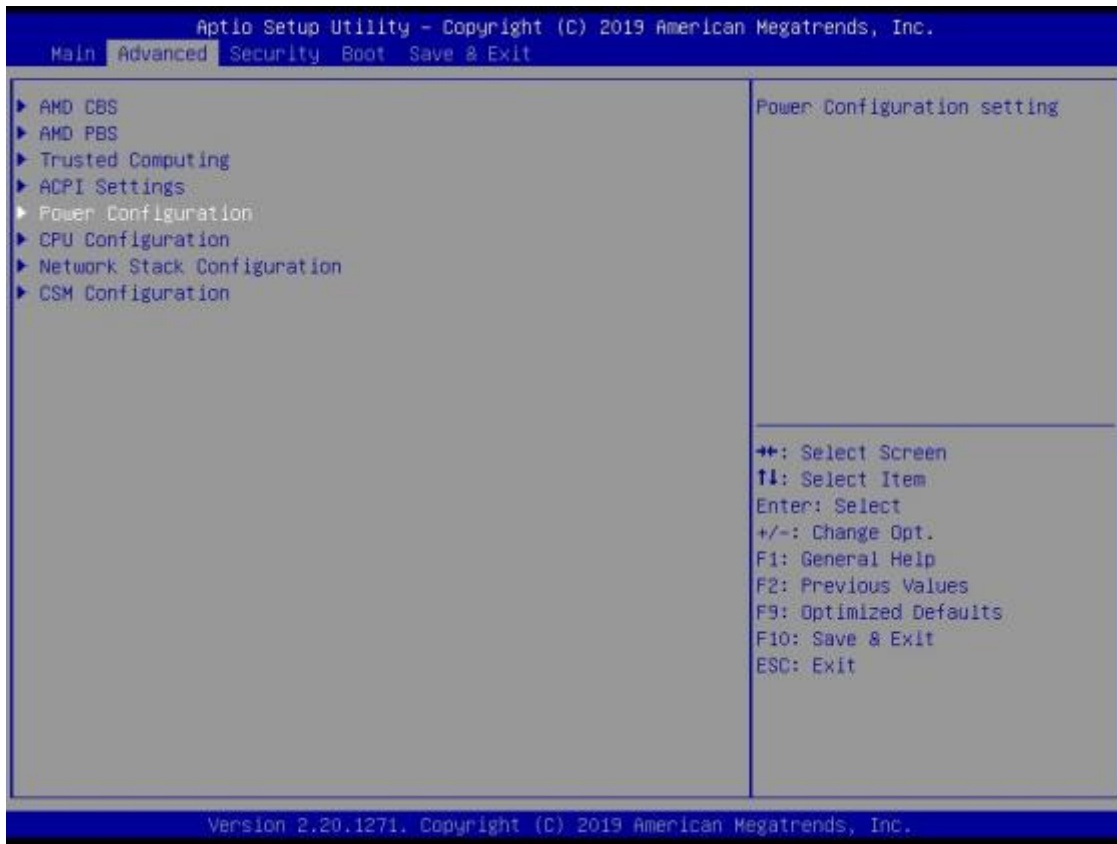 Aptio Setup Utility - Copyright (C) 2019 American Megatrends, Inc.
Main Advanced Security Boot Save & Exit
▶ AMD CBS
▶ AMD PBS
▶ Trusted Computing
▶ ACPI Settings
▶ Power Configuration
▶ CPU Configuration
▶ Network Stack Configuration
▶ CSM Configuration
Power Configuration setting
→←: Select Screen
↑↓: Select Item
Enter: Select
+/-: Change Opt.
F1: General Help
F2: Previous Values
F9: Optimized Defaults
F10: Save & Exit
ESC: Exit
Version 2.20.1271. Copyright (C) 2019 American Megatrends, Inc.